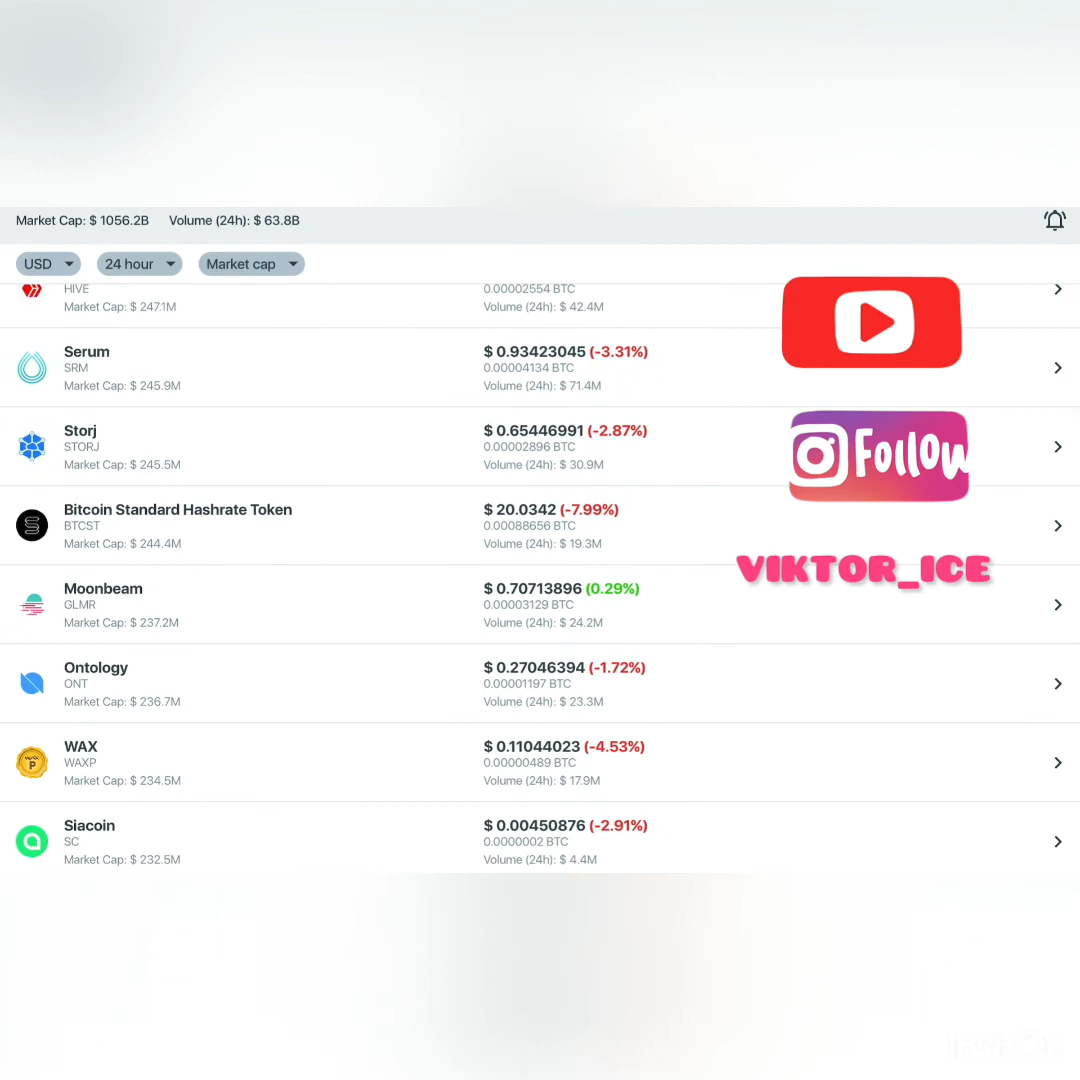 Market Cap: $ 1056.2B Volume (24h): $ 63.8B
USD 24 hour Market cap
HIVE 0.00002554 BTC
Market Cap: $ 247.1M Volume (24h): $ 42.4M
Serum $ 0.93423045 (-3.31%)
SRM 0.00004134 BTC
Market Cap: $ 245.9M Volume (24h): $ 71.4M
Storj $ 0.65446991 (-2.87%)
STORJ 0.00002896 BTC
Market Cap: $ 245.5M Volume (24h): $ 30.9M
Follow
Bitcoin Standard Hashrate Token $ 20.0342 (-7.99%)
BTCST 0.00088656 BTC
Market Cap: $ 244.4M Volume (24h): $ 19.3M
VIKTOR_ICE
Moonbeam $ 0.70713896 (0.29%)
GLMR 0.00003129 BTC
Market Cap: $ 237.2M Volume (24h): $ 24.2M
Ontology $ 0.27046394 (-1.72%)
ONT 0.00001197 BTC
Market Cap: $ 236.7M Volume (24h): $ 23.3M
WAX $ 0.11044023 (-4.53%)
WAXP 0.00000489 BTC
Market Cap: $ 234.5M Volume (24h): $ 17.9M
Siacoin $ 0.00450876 (-2.91%)
SC 0.0000002 BTC
Market Cap: $ 232.5M Volume (24h): $ 4.4M